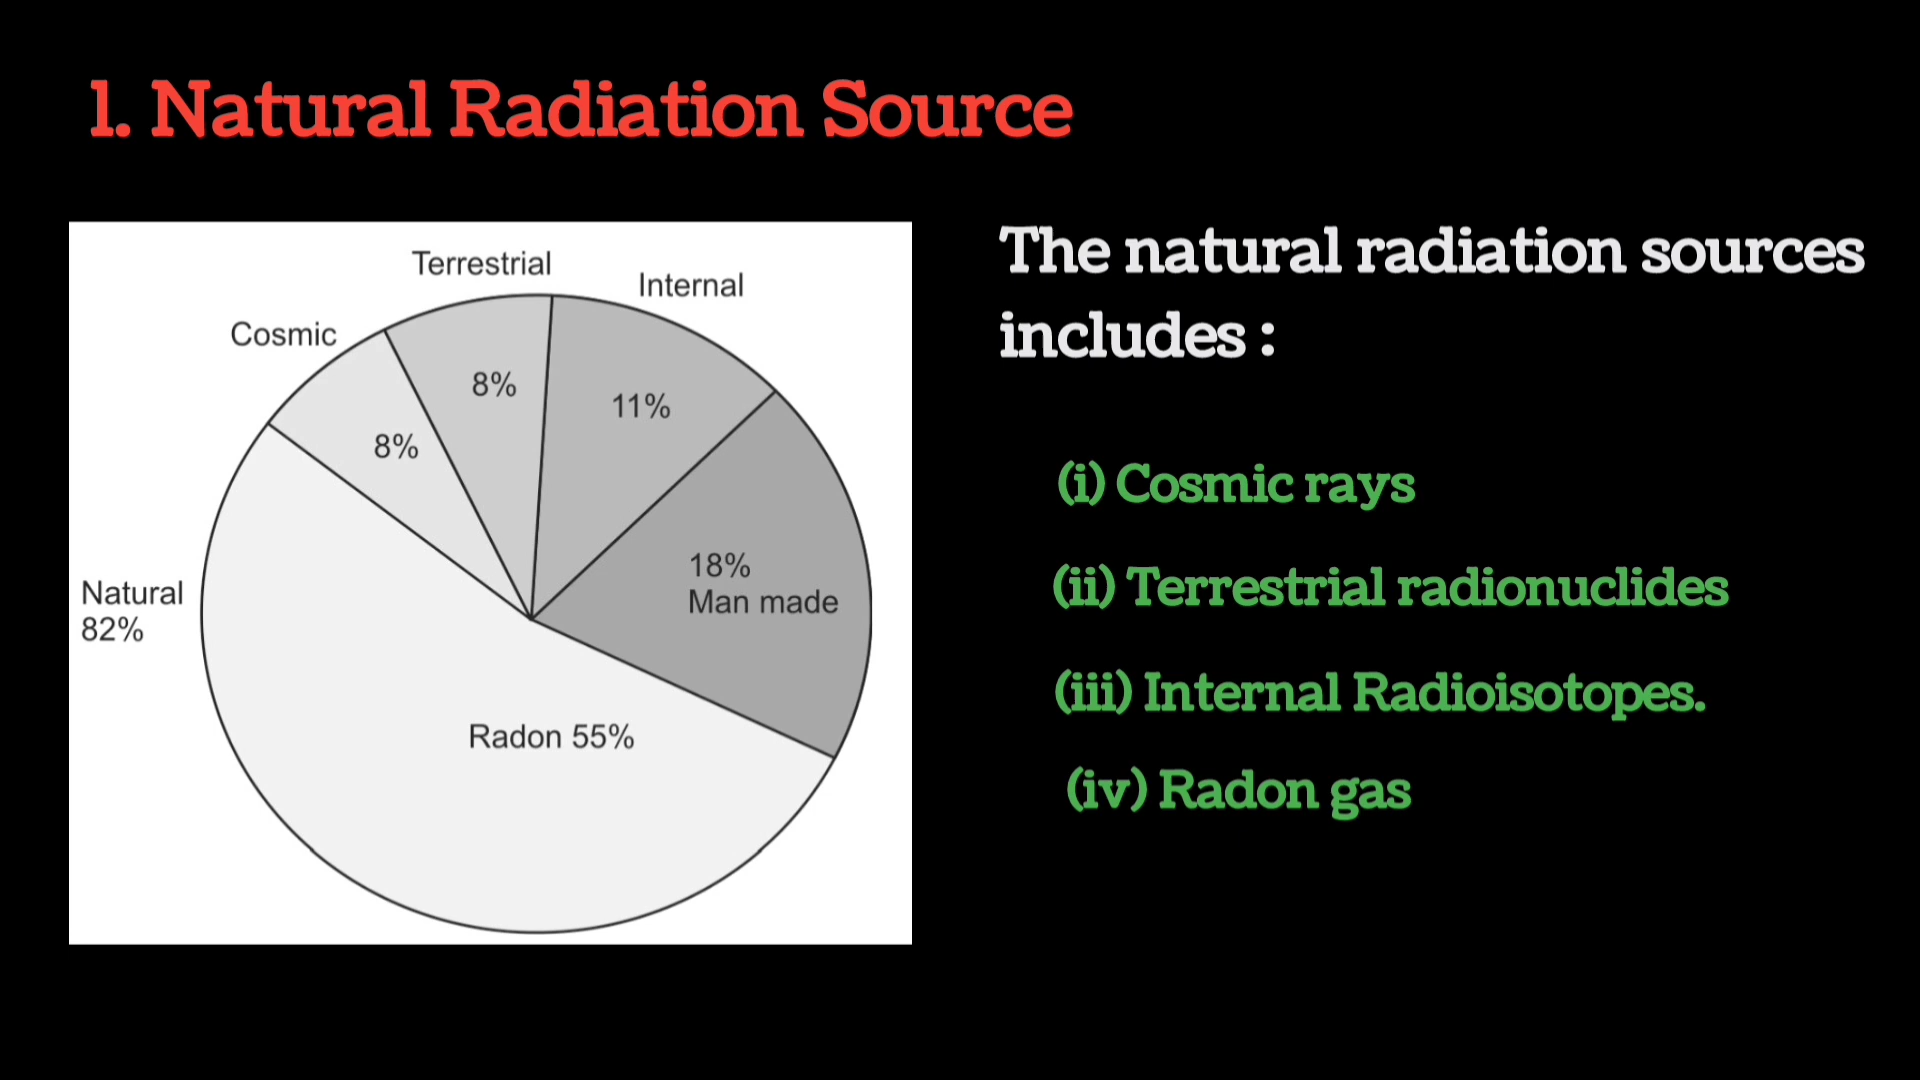 1. Natural Radiation Source
Terrestrial
Internal
Cosmic
8%
11%
8%
18%
Man made
Natural
82%
Radon 55%
The natural radiation sources
includes :
(i) Cosmic rays
(ii) Terrestrial radionuclides
(iii) Internal Radioisotopes.
(iv) Radon gas